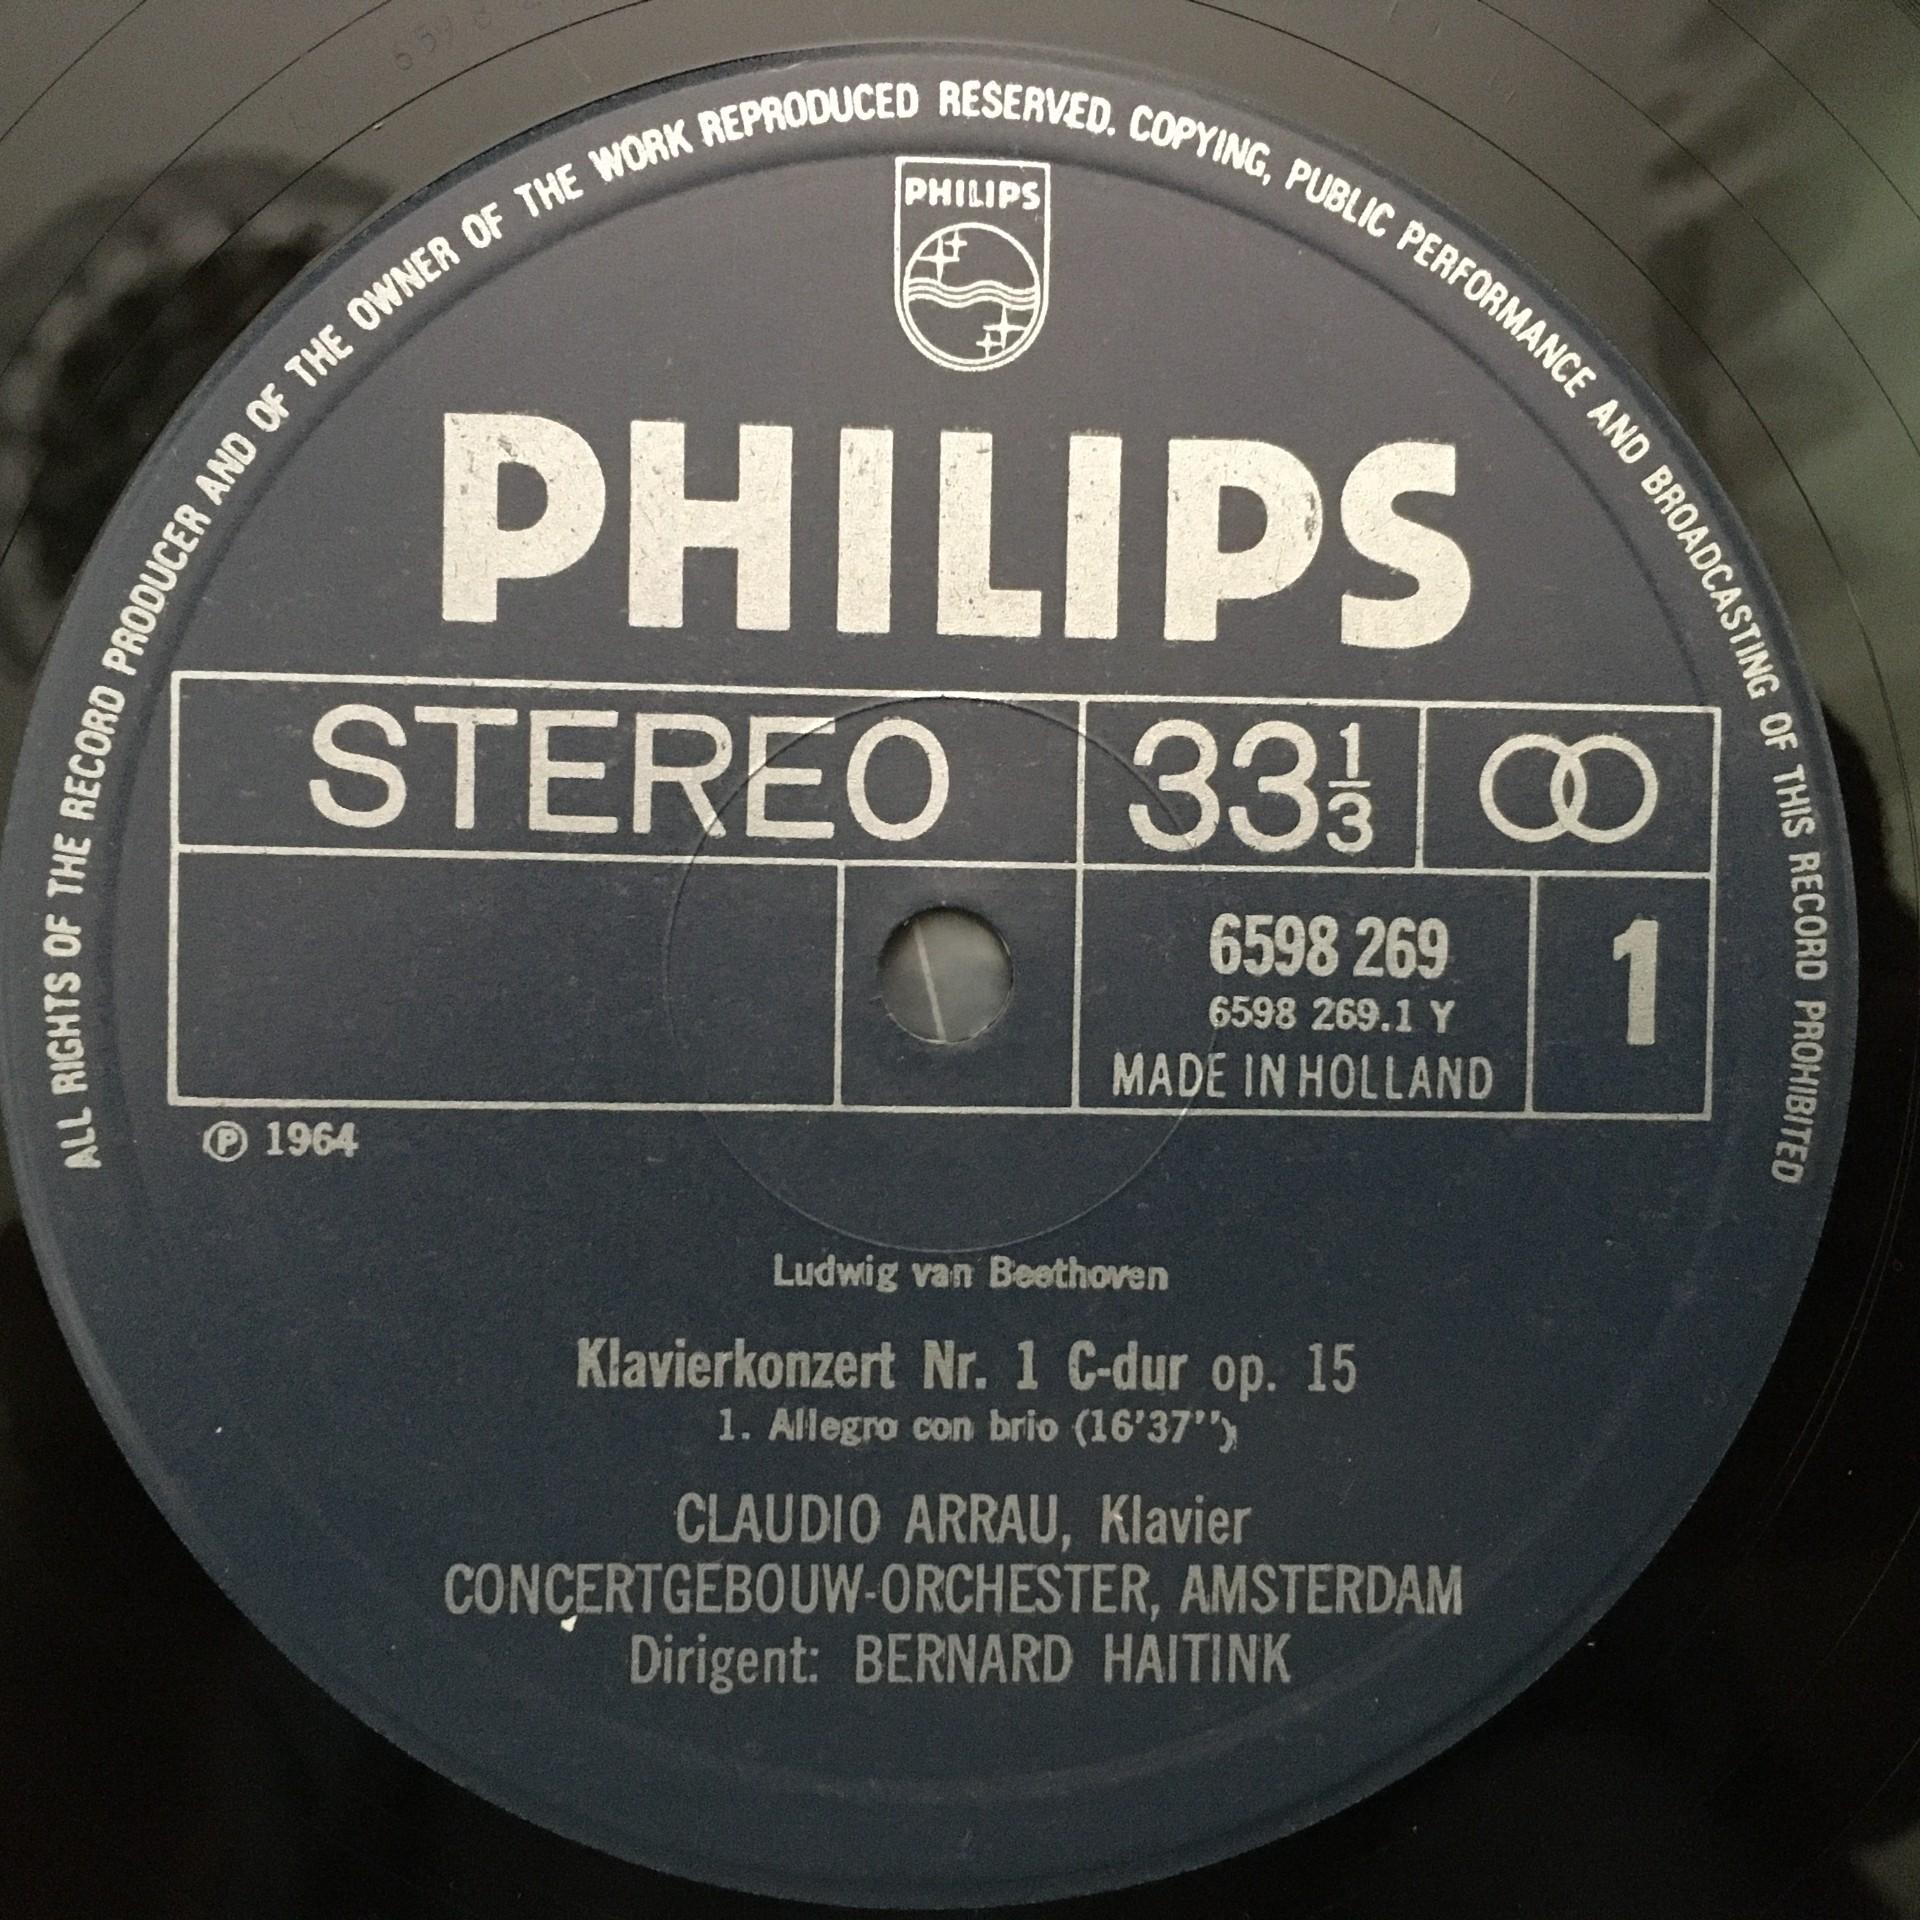 ALL RIGHTS OF THE RECORD PRODUCER AND OF THE OWNER OF THE WORK REPRODUCED RESERVED. COPYING, PUBLIC PERFORMANCE AND BROADCASTING OF THIS RECORD PROHIBITED
PHILIPS
PHILIPS
STEREO 33 1/3
6598 269 1
6598 269.1 Y
MADE IN HOLLAND
℗ 1964
Ludwig van Beethoven
Klavierkonzert Nr. 1 C-dur op. 15
1. Allegro con brio (16'37'')
CLAUDIO ARRAU, Klavier
CONCERTGEBOUW-ORCHESTER, AMSTERDAM
Dirigent: BERNARD HAITINK